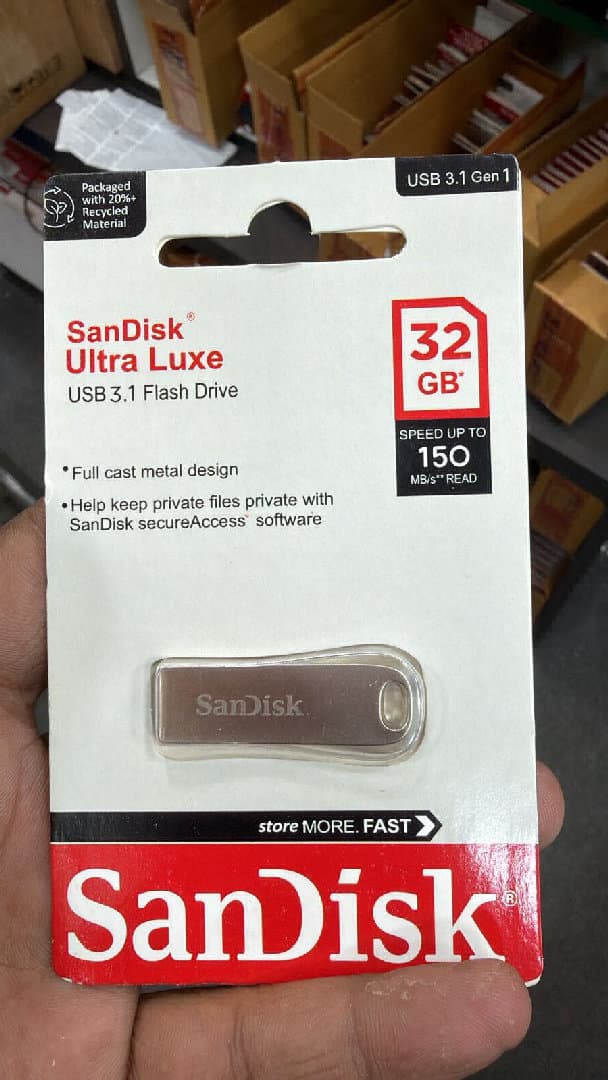 Packaged
with 20%+
Recycled
Material
USB 3.1 Gen 1
SanDisk®
Ultra Luxe
USB 3.1 Flash Drive
32
GB*
SPEED UP TO
150
MB/s** READ
•Full cast metal design
•Help keep private files private with
SanDisk secureAccess* software
SanDisk
store MORE. FAST
SanDisk®